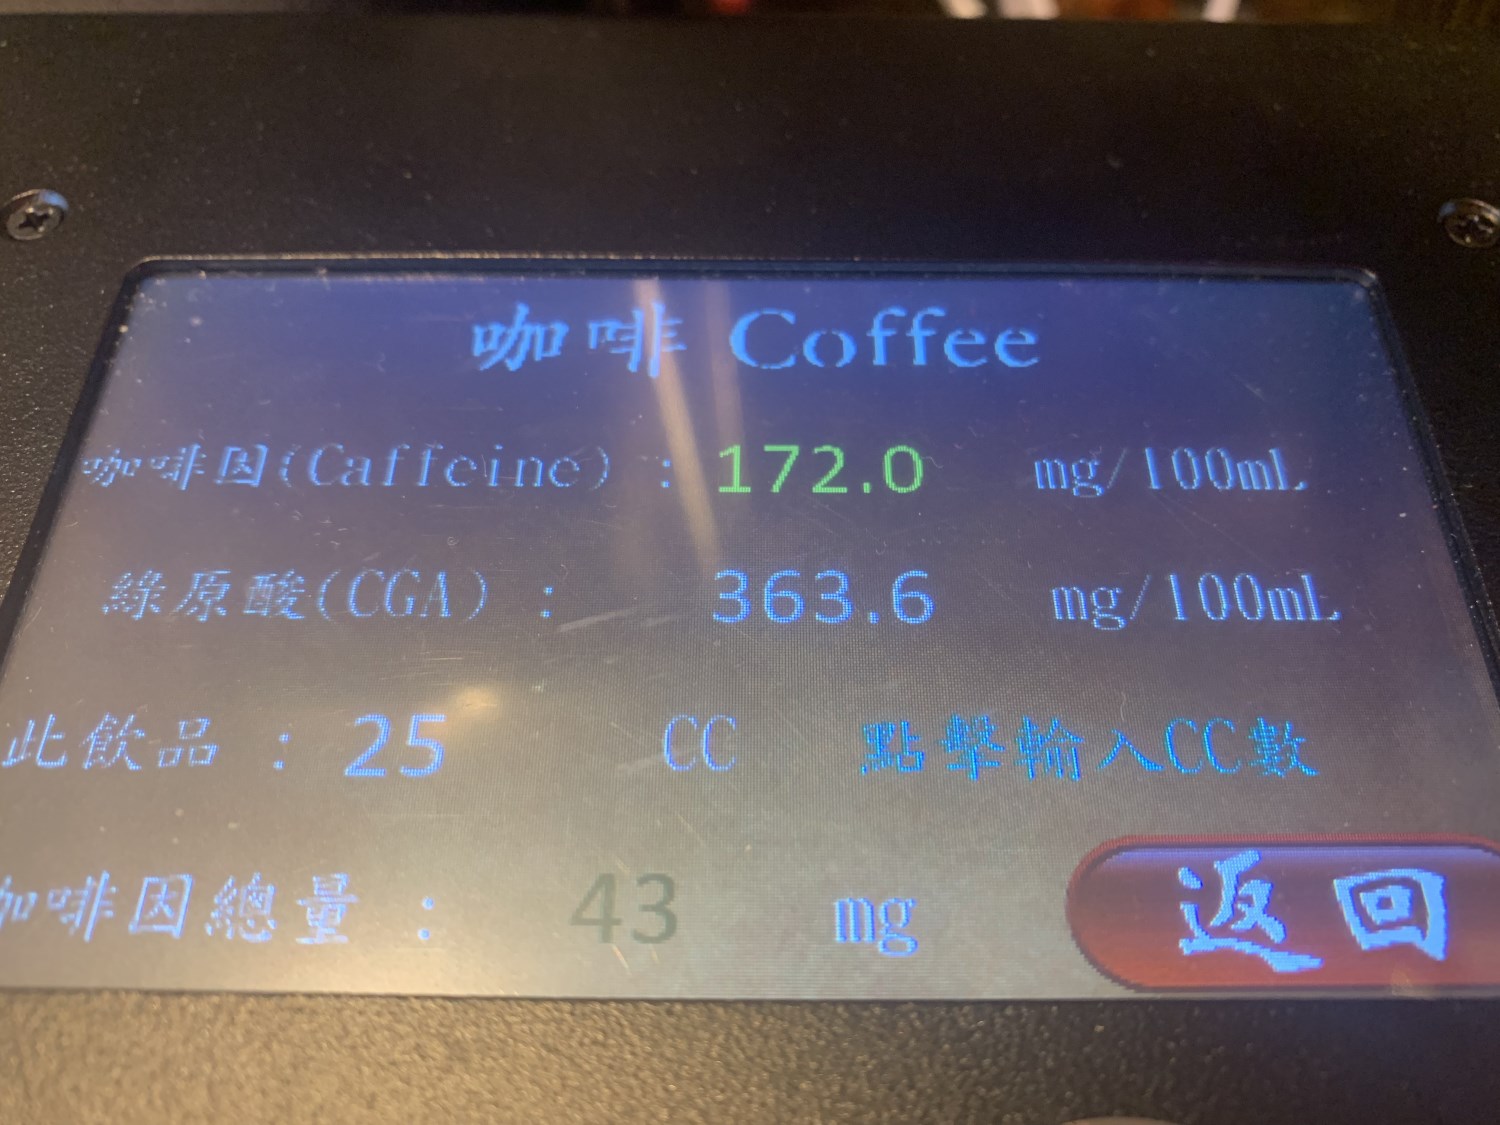 咖啡 Coffee
咖啡因(Caffeine) : 172.0 mg/100mL
綠原酸(CGA) : 363.6 mg/100mL
此飲品 : 25 CC 點擊輸入CC數
咖啡因總量 : 43 mg
返回